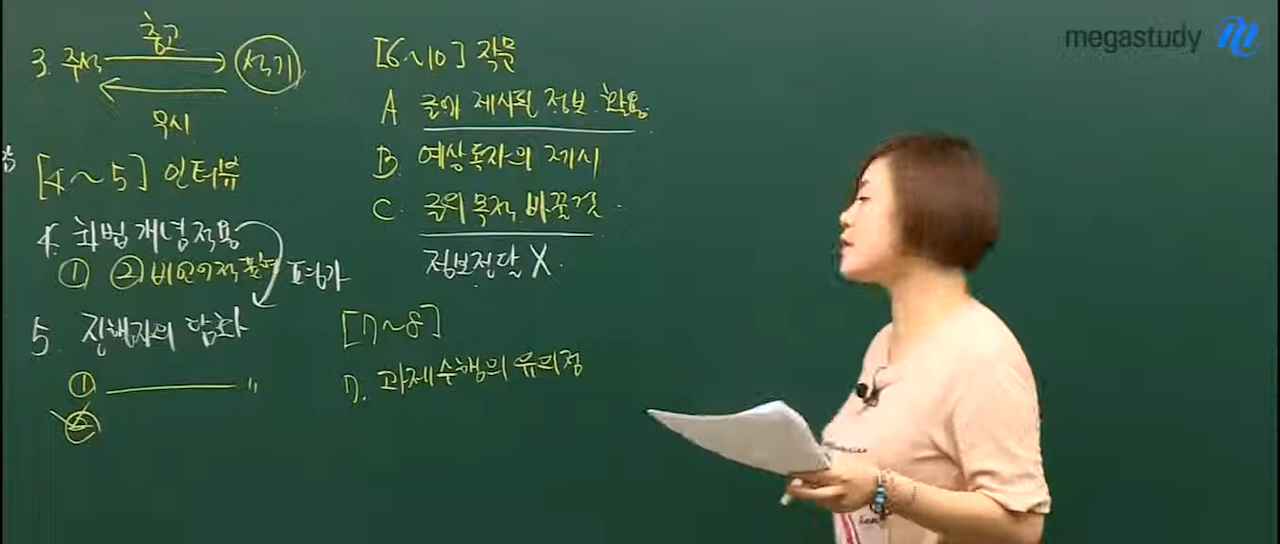 충고
3. 주석 석기
무시
[4~5] 인터뷰
4. 화법 개념 적용
① ② 비언어적 표현 평가
5. 진행자의 담화
① "
②
[6~10] 작문
A 글에 제시된 정보 활용
B. 예상독자의 제시
C. 글의 목적 바꿀 것.
정보전달 X.
[7~8]
7. 과제수행의 유의점
megastudy